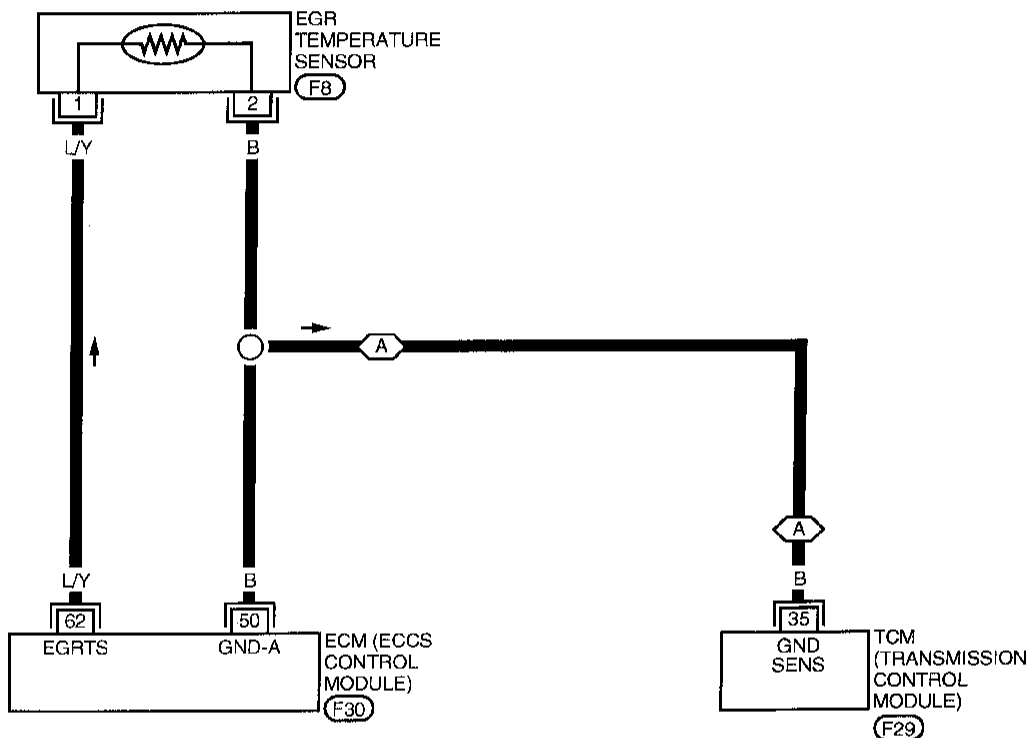 EGR
TEMPERATURE
SENSOR
F8
1
2
L/Y
B
A
A
L/Y
B
B
62
50
35
EGRTS
GND-A
ECM (ECCS
CONTROL
MODULE)
F30
GND
SENS
TCM
(TRANSMISSION
CONTROL
MODULE)
F29